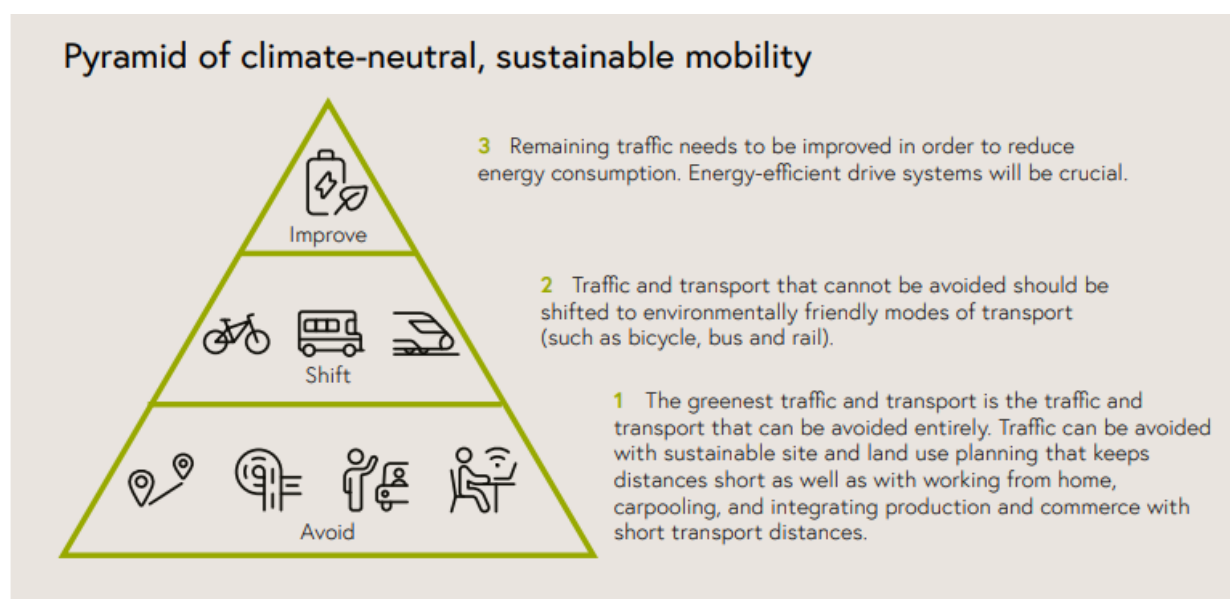 Pyramid of climate-neutral, sustainable mobility
3 Remaining traffic needs to be improved in order to reduce
energy consumption. Energy-efficient drive systems will be crucial.
Improve
2 Traffic and transport that cannot be avoided should be
shifted to environmentally friendly modes of transport
(such as bicycle, bus and rail).
Shift
1 The greenest traffic and transport is the traffic and
transport that can be avoided entirely. Traffic can be avoided
with sustainable site and land use planning that keeps
distances short as well as with working from home,
carpooling, and integrating production and commerce with
short transport distances.
Avoid